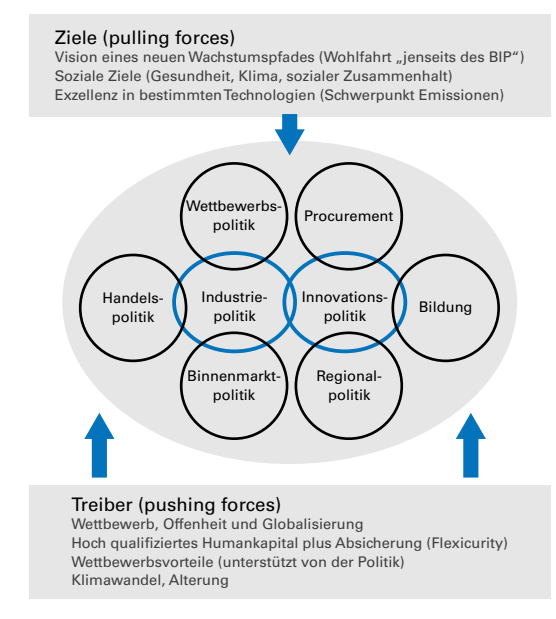 Ziele (pulling forces)
Vision eines neuen Wachstumspfades (Wohlfahrt „jenseits des BIP“)
Soziale Ziele (Gesundheit, Klima, sozialer Zusammenhalt)
Exzellenz in bestimmten Technologien (Schwerpunkt Emissionen)
Wettbewerbs-
politik
Procurement
Handels-
politik
Industrie-
politik
Innovations-
politik
Bildung
Binnenmarkt-
politik
Regional-
politik
Treiber (pushing forces)
Wettbewerb, Offenheit und Globalisierung
Hoch qualifiziertes Humankapital plus Absicherung (Flexicurity)
Wettbewerbsvorteile (unterstützt von der Politik)
Klimawandel, Alterung